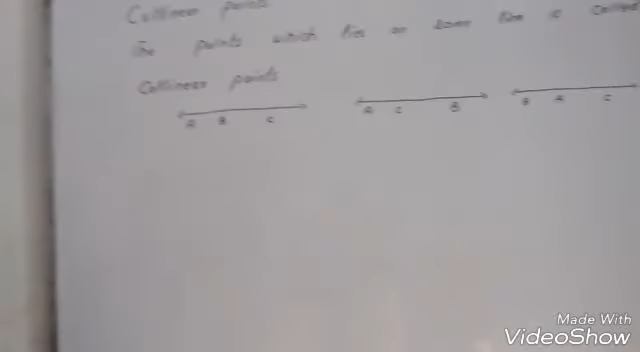 Collinear points
The points which lies on same line is called
Collinear points
A B C
A C B
B A C
Made With
VideoShow